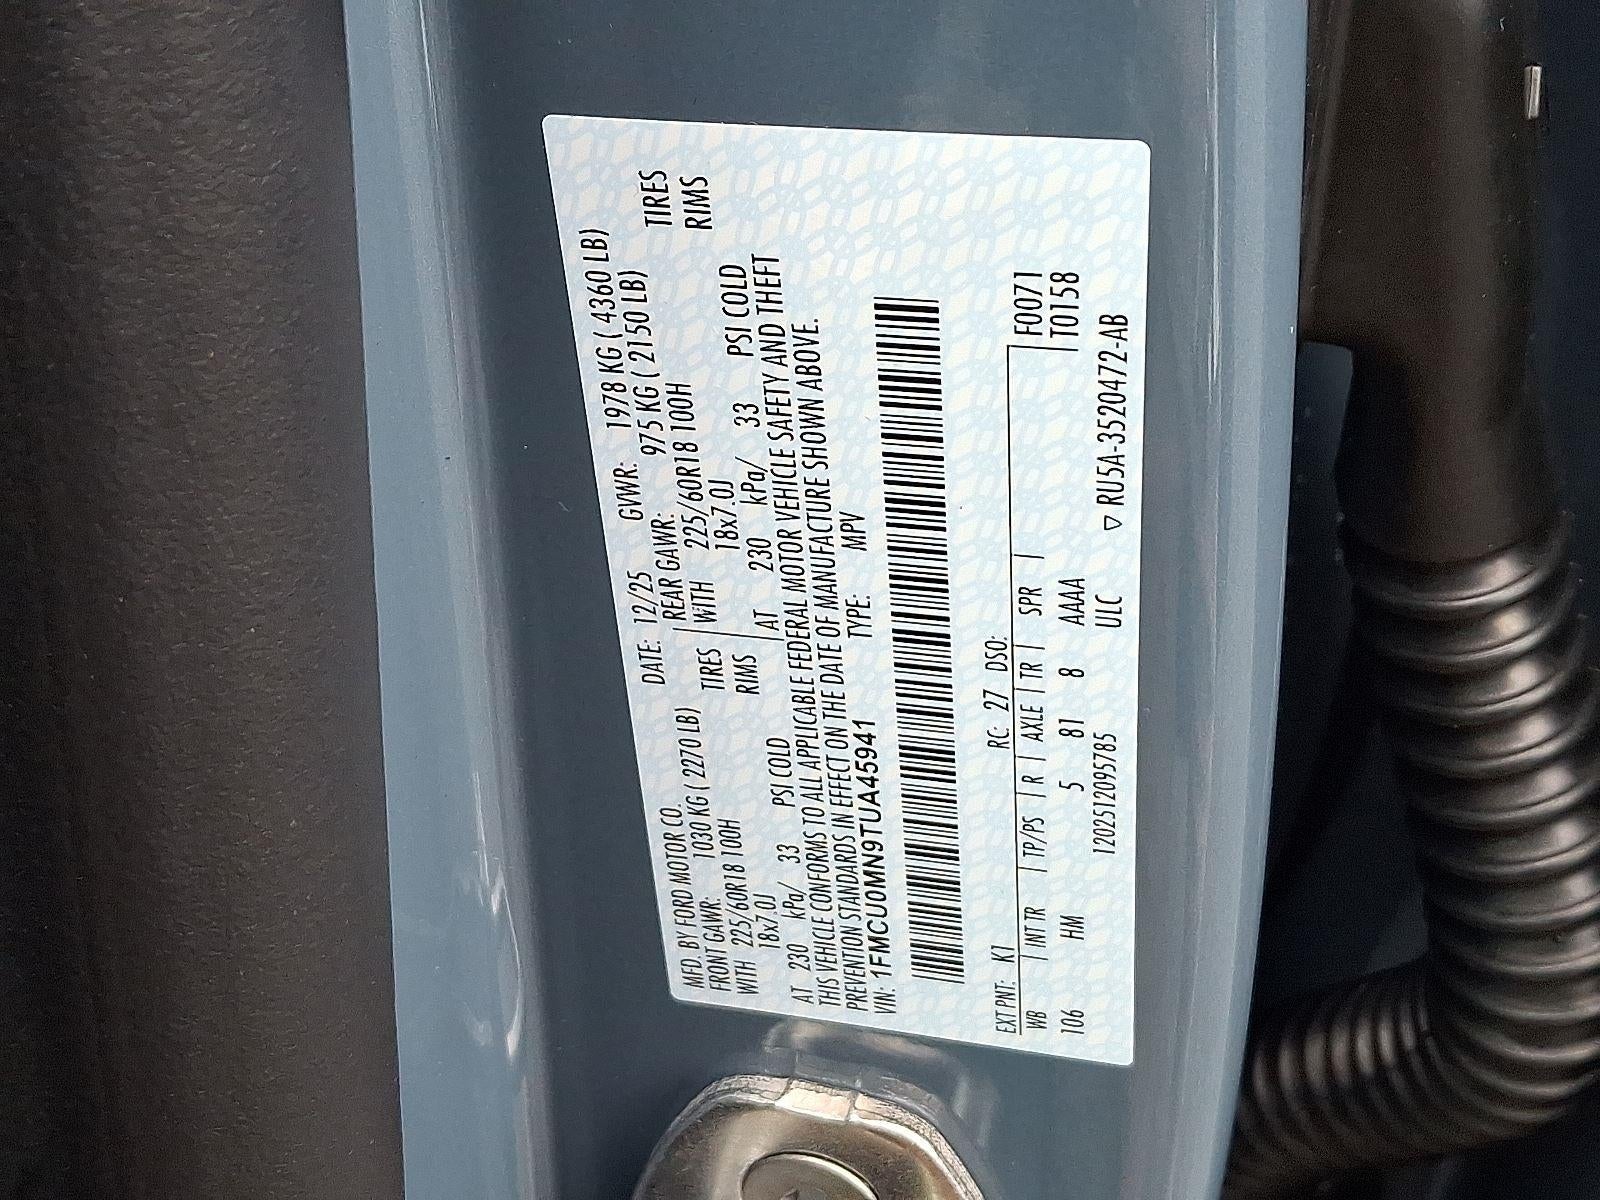 MFD. BY FORD MOTOR CO. DATE: 12/25 GVWR: 1978 KG ( 4360 LB)
FRONT GAWR: 1030 KG ( 2270 LB) REAR GAWR: 975 KG ( 2150 LB)
WITH 225/60R18 100H TIRES WITH 225/60R18 100H TIRES
18x7.0J RIMS 18x7.0J RIMS
AT 230 kPa/ 33 PSI COLD AT 230 kPa/ 33 PSI COLD
THIS VEHICLE CONFORMS TO ALL APPLICABLE FEDERAL MOTOR VEHICLE SAFETY AND THEFT
PREVENTION STANDARDS IN EFFECT ON THE DATE OF MANUFACTURE SHOWN ABOVE.
VIN: 1FMCU0MN9TUA45941 TYPE: MPV
EXT PNT: K1 RC: 27 DSO:
WB INT TR TP/PS R AXLE TR SPR F0071
106 HM 5 81 8 AAAA T0158
1202512095785 ULC ▽ RU5A-3520472-AB